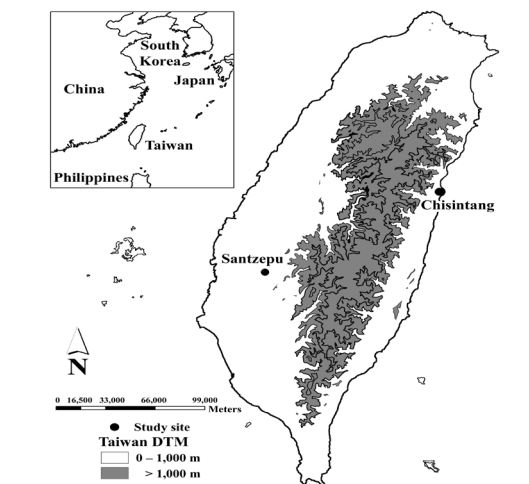 South
Korea
Japan
China
Taiwan
Philippines
Chisintang
Santzepu
N
0 16,500 33,000 66,000 99,000
Meters
Study site
Taiwan DTM
0 – 1,000 m
> 1,000 m